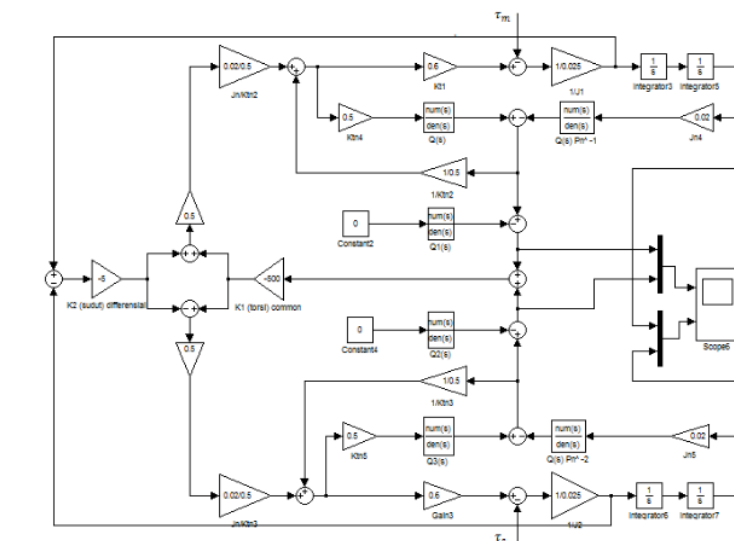 τm
0.02/0.5
Jn/Ktn2
0.6
Kt1
1/0.025
1/J1
1
s
Integrator3
1
s
Integrator5
0.5
Ktn4
num(s)
den(s)
Q(s)
num(s)
den(s)
Q(s) Pn^-1
0.02
Jn4
1/0.5
1/Ktn2
0.5
0
Constant2
num(s)
den(s)
Q1(s)
-5
K2 (sudut) differensial
-500
K1 (torsi) common
0
Constant4
num(s)
den(s)
Q2(s)
Scope6
0.5
1/0.5
1/Ktn3
0.5
Ktn5
num(s)
den(s)
Q3(s)
num(s)
den(s)
Q(s) Pn^-2
0.02
Jn5
0.02/0.5
Jn/Ktn3
0.6
Gain3
1/0.025
1/J2
1
s
Integrator6
1
s
Integrator7